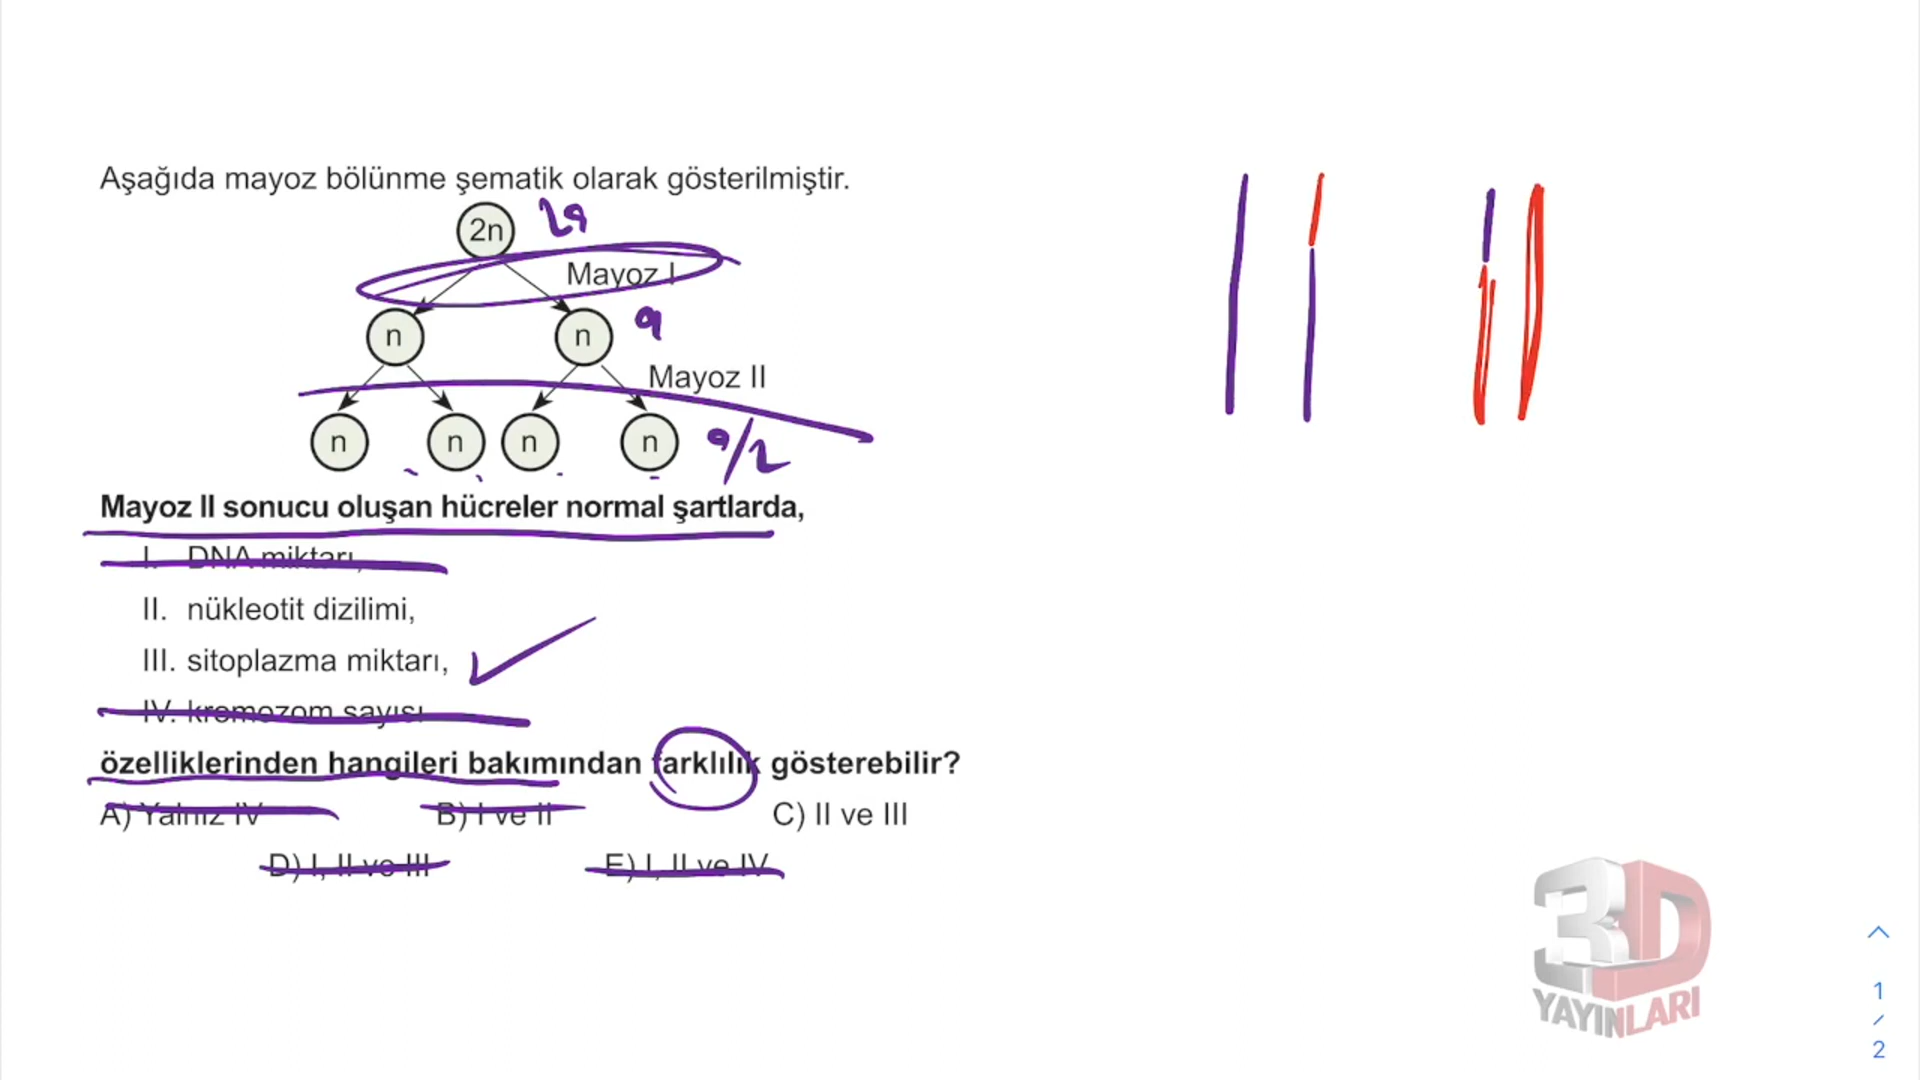 Aşağıda mayoz bölünme şematik olarak gösterilmiştir.
2n 2a
Mayoz I
n n a
Mayoz II
n n n n a/2
Mayoz II sonucu oluşan hücreler normal şartlarda,
I. DNA miktarı,
II. nükleotit dizilimi,
III. sitoplazma miktarı,
IV. kromozom sayısı
özelliklerinden hangileri bakımından farklılık gösterebilir?
A) Yalnız IV B) I ve II C) II ve III
D) I, II ve III E) I, II ve IV
3D
YAYINLARI
1
/
2